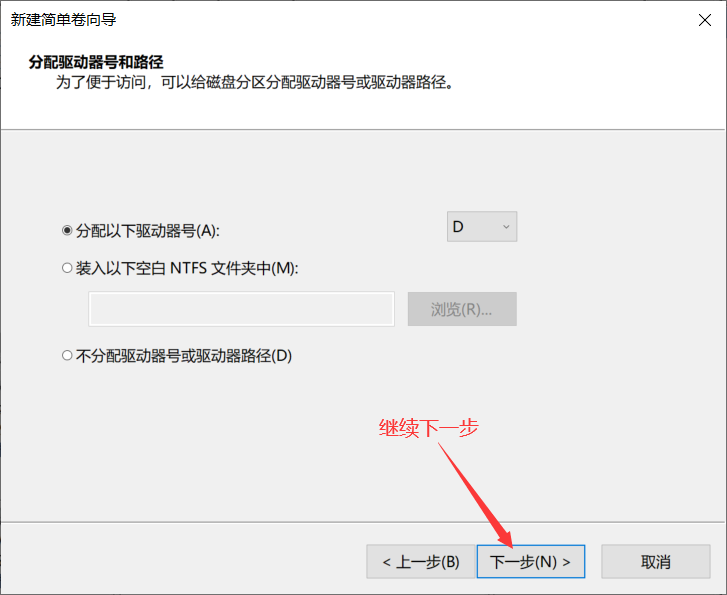 新建简单卷向导
分配驱动器号和路径
为了便于访问，可以给磁盘分区分配驱动器号或驱动器路径。
分配以下驱动器号(A):
D
装入以下空白 NTFS 文件夹中(M):
浏览(R)...
不分配驱动器号或驱动器路径(D)
继续下一步
< 上一步(B)
下一步(N) >
取消